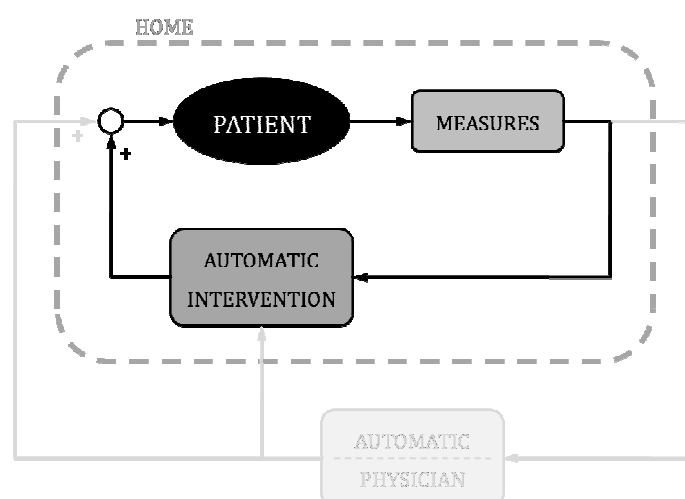 HOME
PATIENT
MEASURES
+
+
AUTOMATIC
INTERVENTION
AUTOMATIC
PHYSICIAN